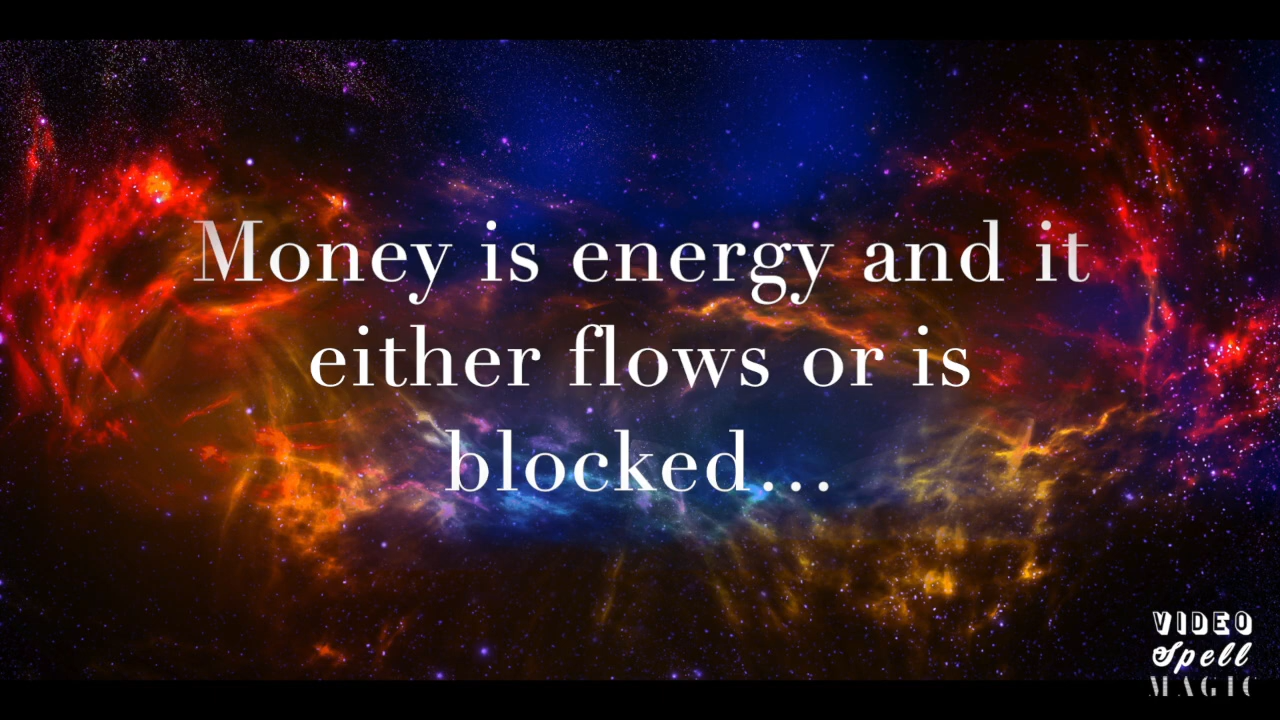 Money is energy and it
either flows or is
blocked...
VIDEO
Spell
MAGIC